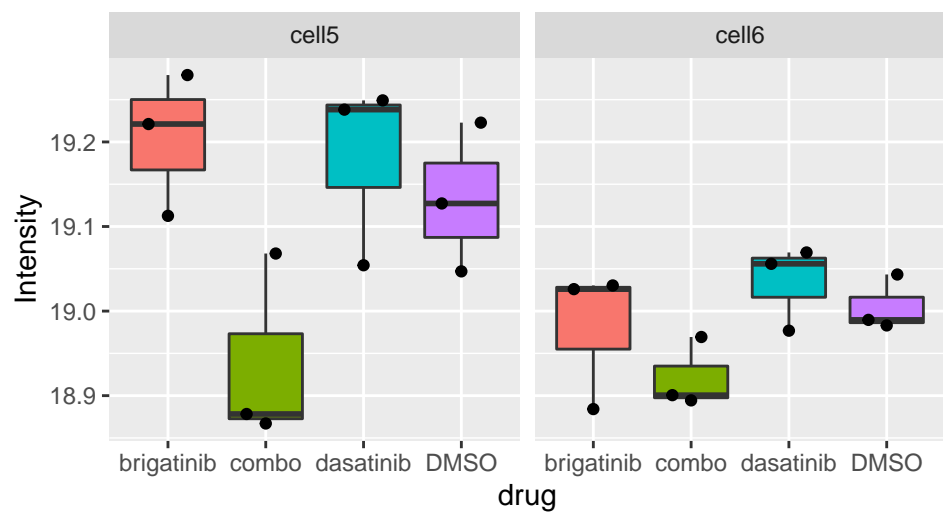 cell5 cell6
Intensity
19.2
19.1
19.0
18.9
brigatinib combo dasatinib DMSO brigatinib combo dasatinib DMSO
drug